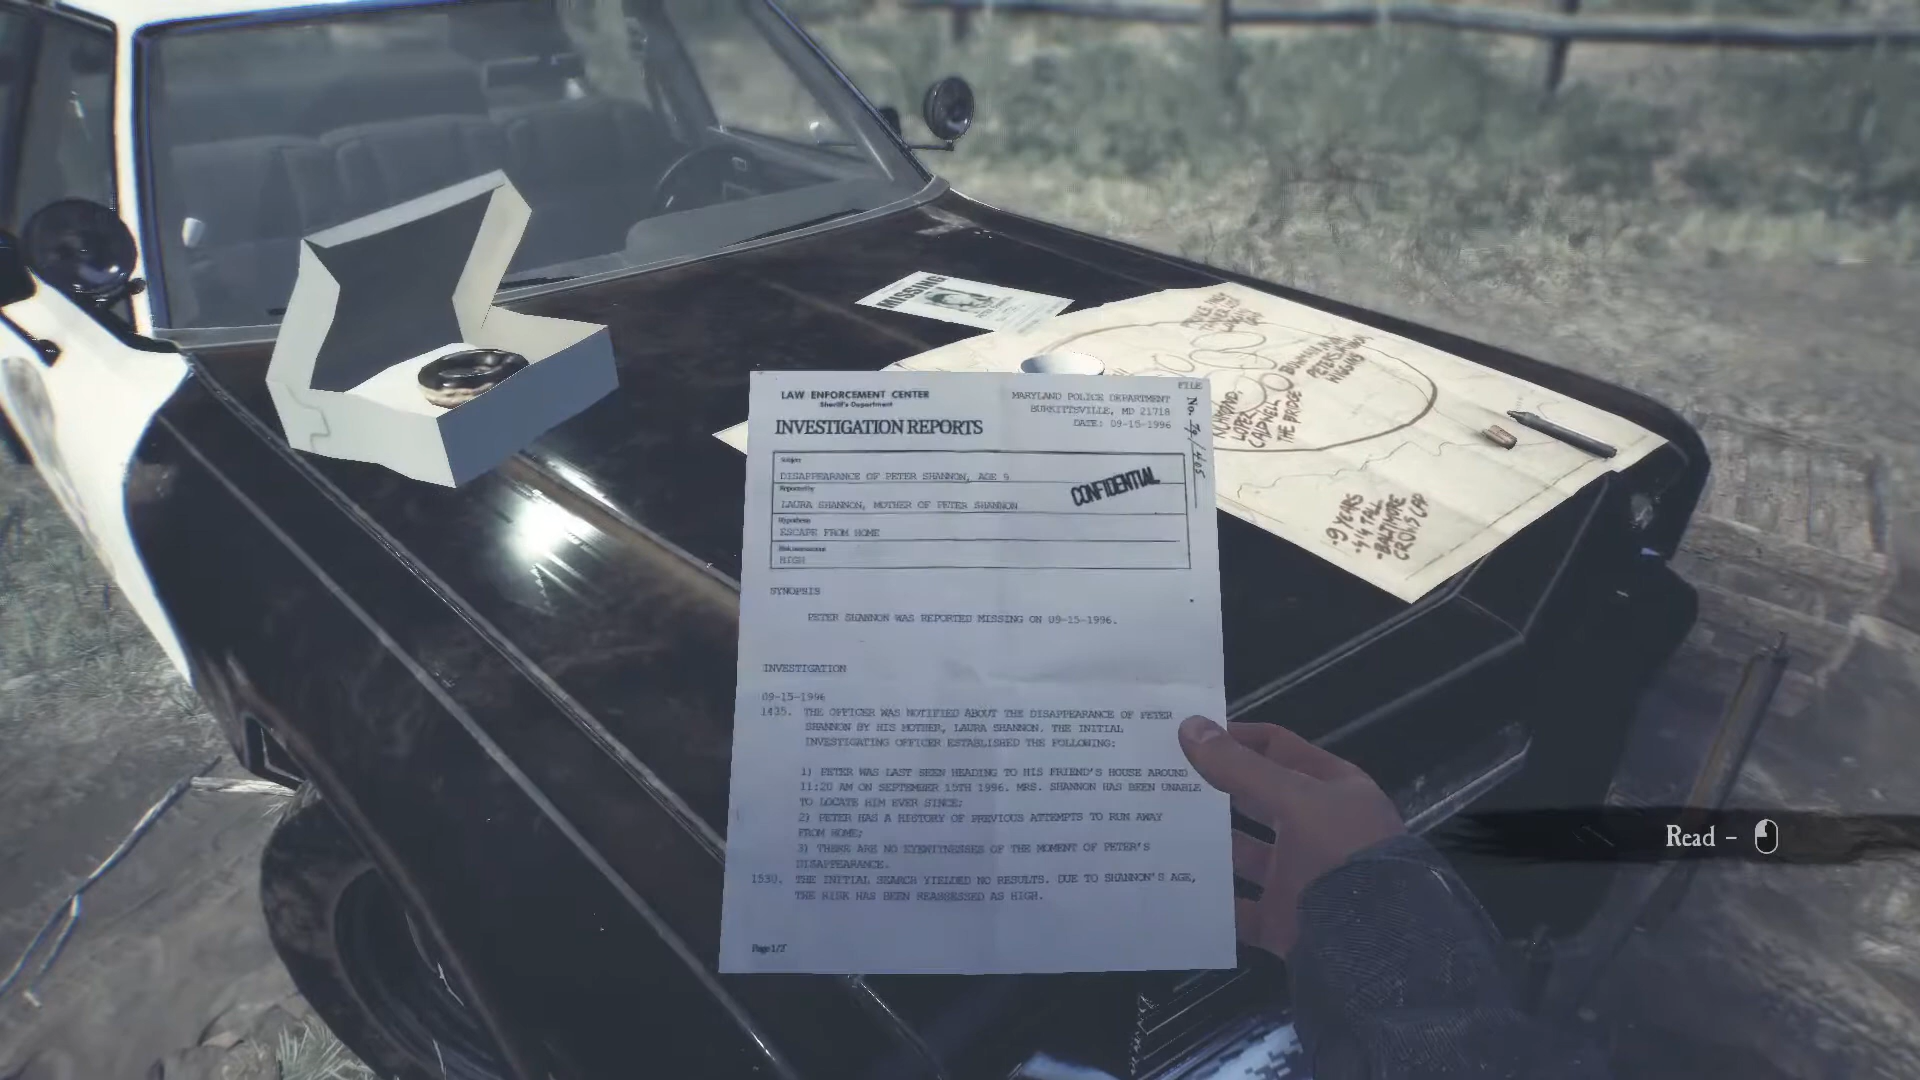 MISSING
LAW ENFORCEMENT CENTER
Sheriff's Department
INVESTIGATION REPORTS
MARYLAND POLICE DEPARTMENT
BURKITTSVILLE, MD 21718
DATE: 09-15-1996
FILE
No.
Subject
DISAPPEARANCE OF PETER SHANNON, AGE 9
Reported by
LAURA SHANNON, MOTHER OF PETER SHANNON
Hypothesis
ESCAPE FROM HOME
HIGH
CONFIDENTIAL
SYNOPSIS
PETER SHANNON WAS REPORTED MISSING ON 09-15-1996.
INVESTIGATION
09-15-1996
1435. THE OFFICER WAS NOTIFIED ABOUT THE DISAPPEARANCE OF PETER
SHANNON BY HIS MOTHER, LAURA SHANNON. THE INITIAL
INVESTIGATING OFFICER ESTABLISHED THE FOLLOWING:
1) PETER WAS LAST SEEN HEADING TO HIS FRIEND'S HOUSE AROUND
11:20 AM ON SEPTEMBER 15TH 1996. MRS. SHANNON HAS BEEN UNABLE
TO LOCATE HIM EVER SINCE;
2) PETER HAS A HISTORY OF PREVIOUS ATTEMPTS TO RUN AWAY
FROM HOME;
3) THERE ARE NO EYEWITNESSES OF THE MOMENT OF PETER'S
DISAPPEARANCE.
1530. THE INITIAL SEARCH YIELDED NO RESULTS. DUE TO SHANNON'S AGE,
THE RISK HAS BEEN REASSESSED AS HIGH.
Page 1/2
THE BRIDGE
-9 YEARS
-4'4 TALL
-BALTIMORE
CROWS CAP
Read -